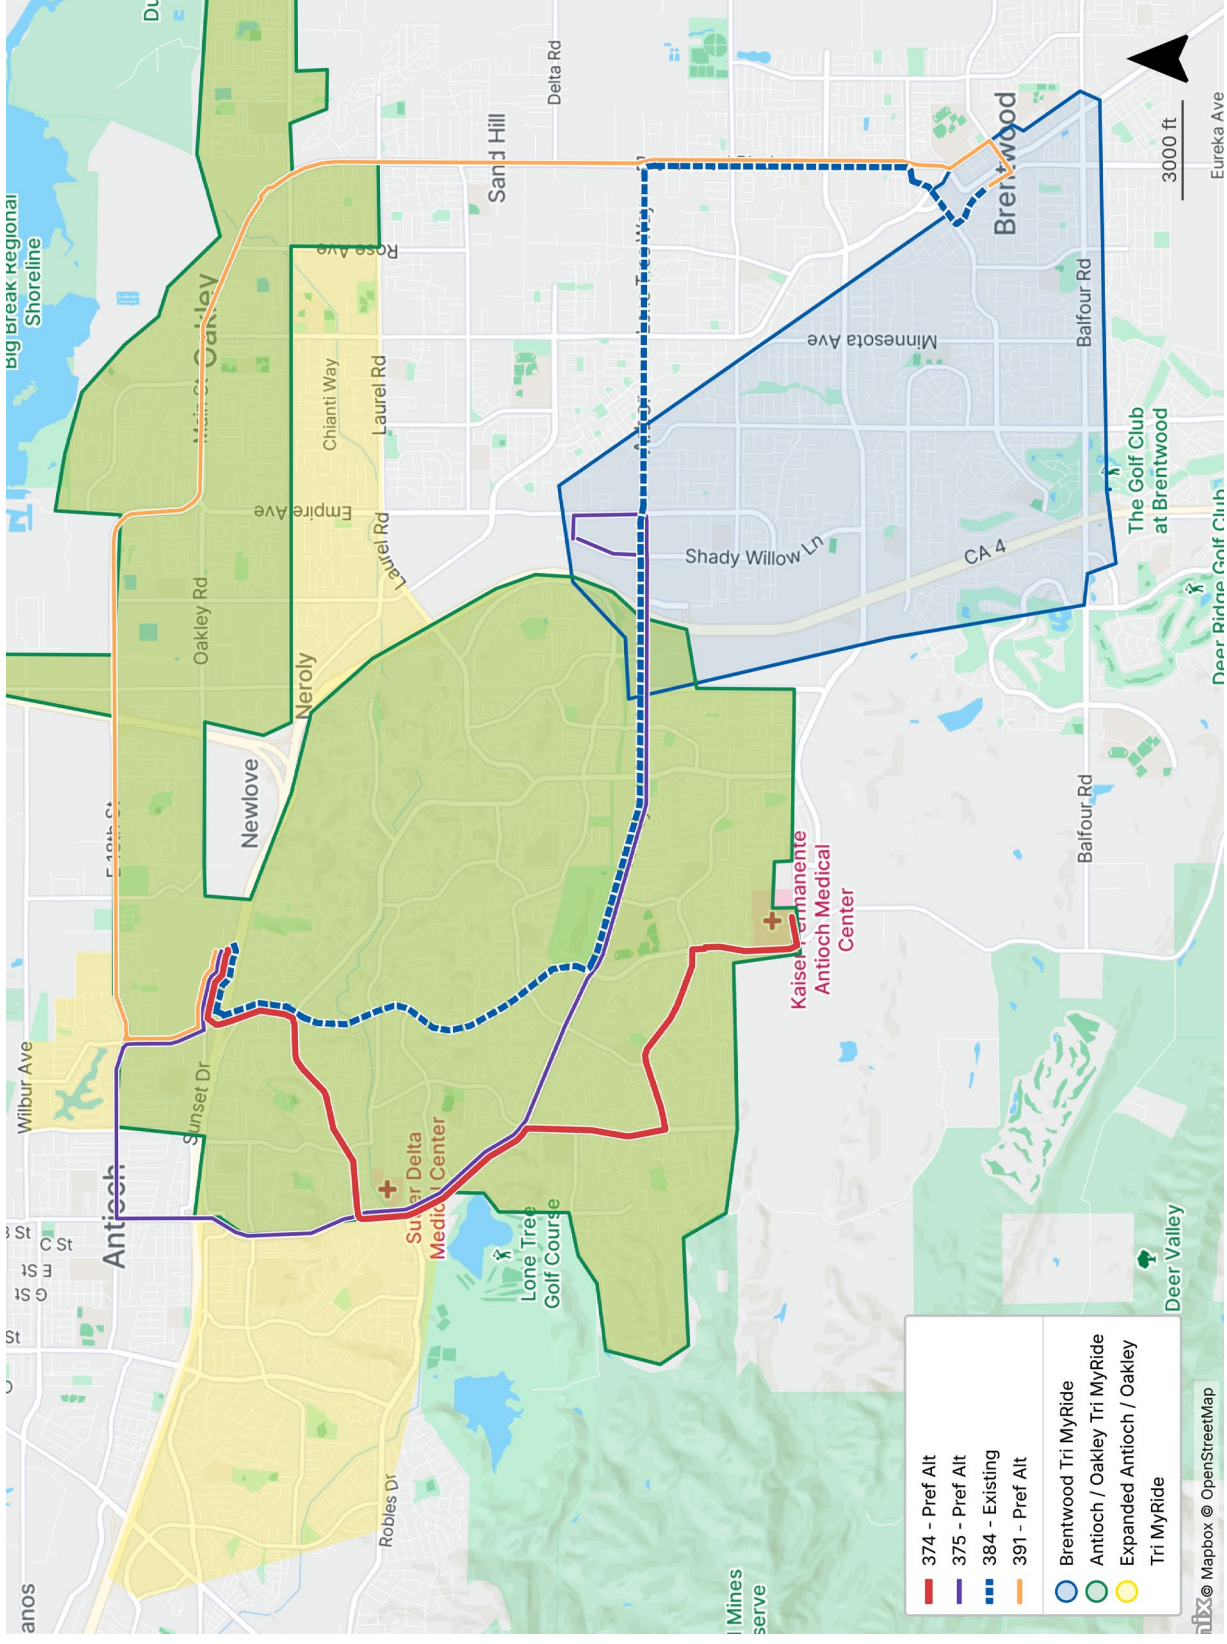 Big Break Regional
Shoreline
Delta Rd
Sand Hill
Rose Ave
Oakley
Chianti Way
Laurel Rd
Empire Ave
Laurel Rd
Oakley Rd
Neroly
Newlove
Wilbur Ave
Sunset Dr
Antioch
C St
E St
G St
St
Medical Center
Lone Tree
Golf Course
Robles Dr
Kaiser Permanente
Antioch Medical
Center
Brentwood
Minnesota Ave
Balfour Rd
Shady Willow Ln
CA 4
The Golf Club
at Brentwood
Deer Ridge Golf Club
Balfour Rd
Deer Valley
Eureka Ave
3000 ft
374 - Pref Alt
375 - Pref Alt
384 - Existing
391 - Pref Alt
Brentwood Tri MyRide
Antioch / Oakley Tri MyRide
Expanded Antioch / Oakley
Tri MyRide
© Mapbox © OpenStreetMap